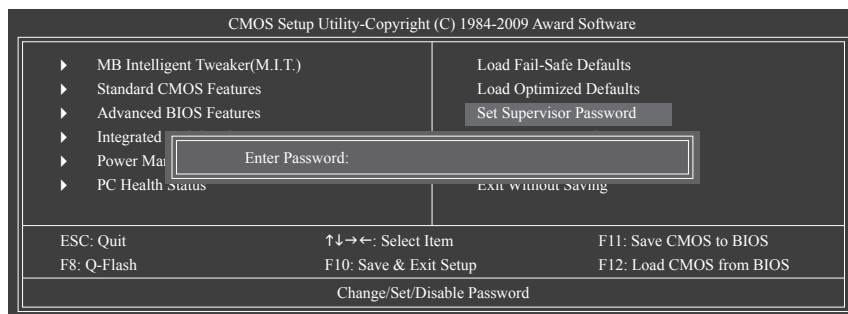 CMOS Setup Utility-Copyright (C) 1984-2009 Award Software
MB Intelligent Tweaker(M.I.T.)
Standard CMOS Features
Advanced BIOS Features
Integrated
Power Ma
PC Health Status
Load Fail-Safe Defaults
Load Optimized Defaults
Set Supervisor Password
Exit Without Saving
Enter Password:
ESC: Quit ↑↓→←: Select Item F11: Save CMOS to BIOS
F8: Q-Flash F10: Save & Exit Setup F12: Load CMOS from BIOS
Change/Set/Disable Password